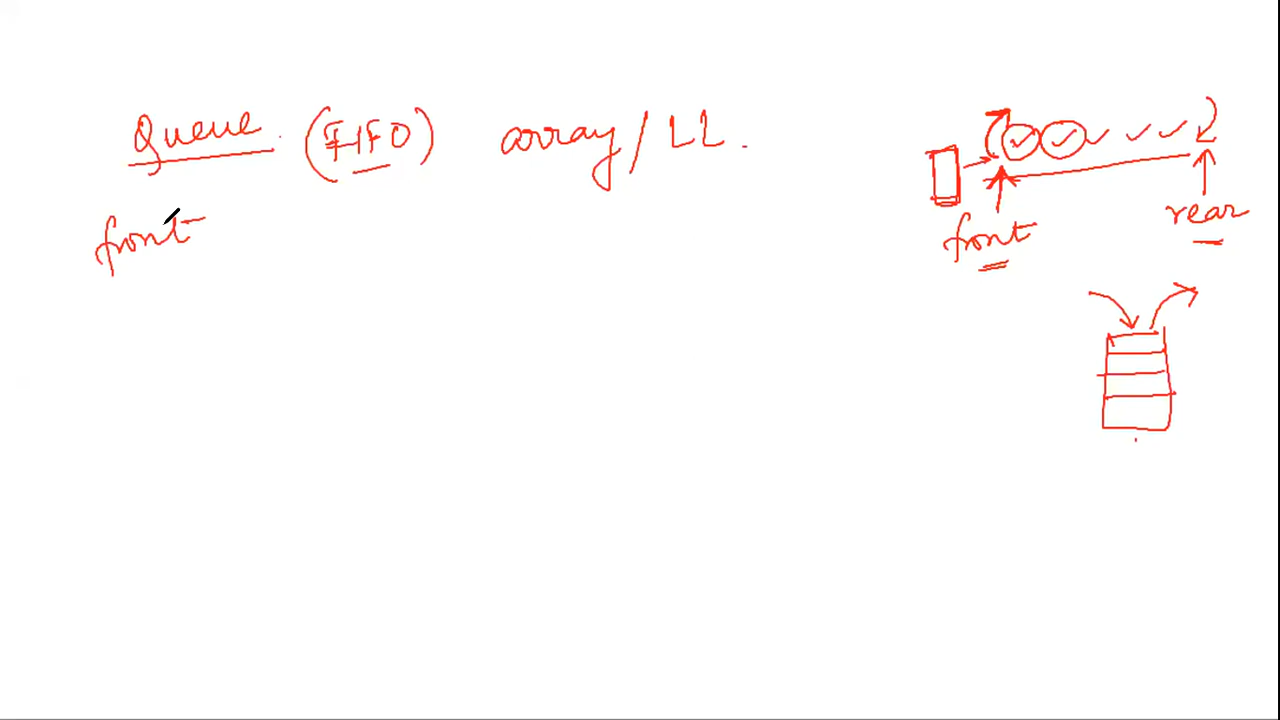 Queue. (FIFO) array / LL.
front
front
rear